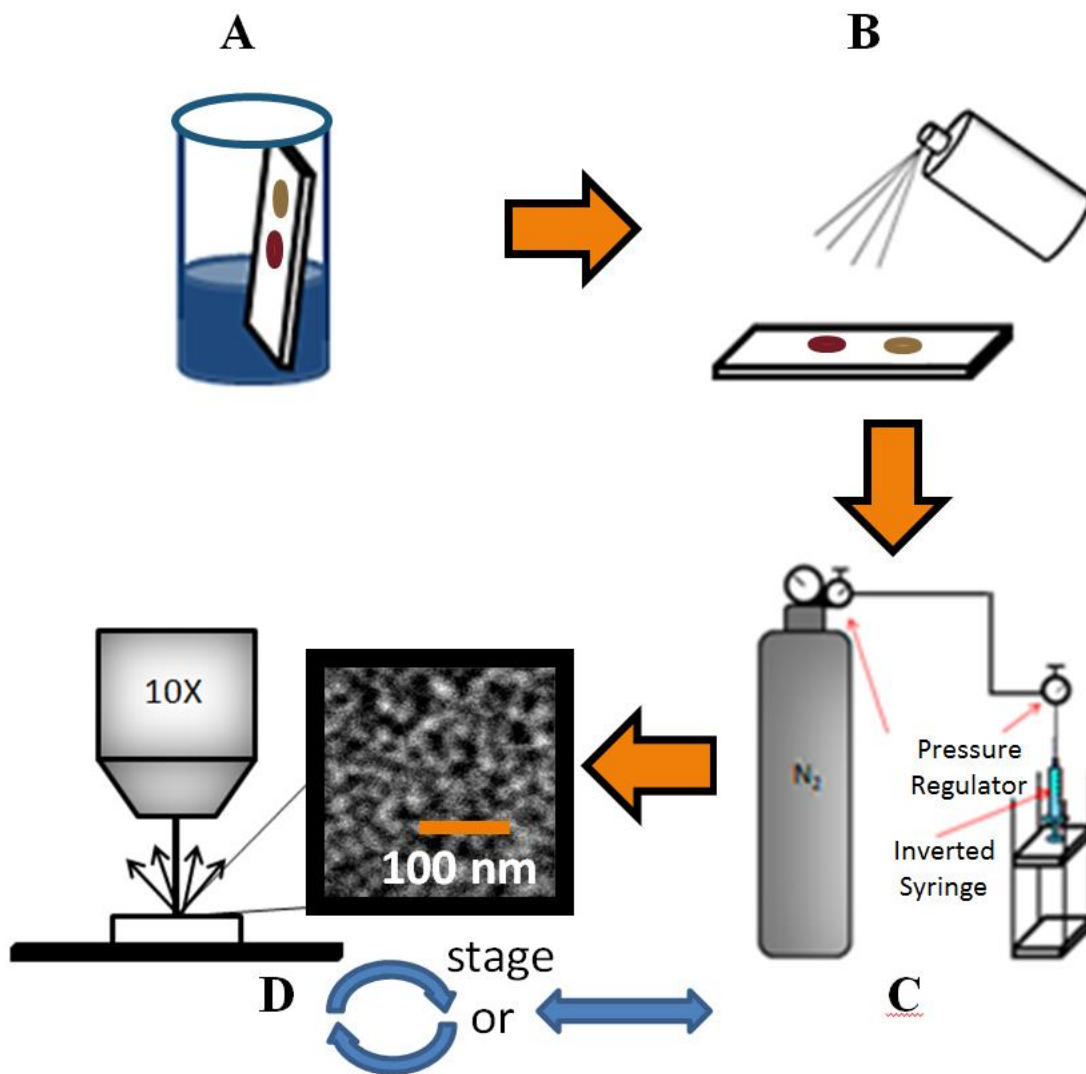 A
B
10X
100 nm
N₂
Pressure
Regulator
Inverted
Syringe
D
stage
or
C